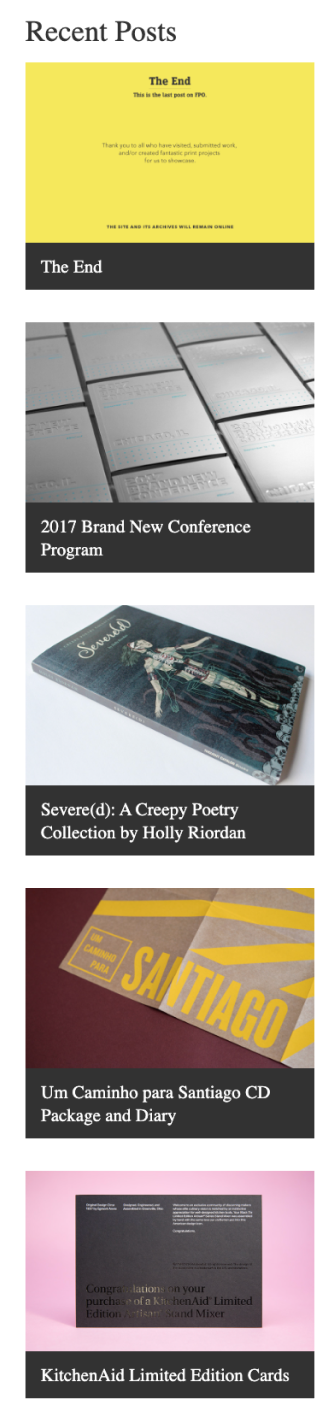 Recent Posts
The End
This is the last post on FPO.
Thank you to all who have visited, submitted work,
and/or created fantastic print projects
for us to showcase.
THE SITE AND ITS ARCHIVES WILL REMAIN ONLINE
The End
CHICAGO, IL
2017 Brand New Conference
Program
Severe(d)
Severe(d): A Creepy Poetry
Collection by Holly Riordan
UM
CAMINHO
PARA
SANTIAGO
Um Caminho para Santiago CD
Package and Diary
Congratulations on your
purchase of a KitchenAid® Limited
Edition Artisan® Stand Mixer
KitchenAid Limited Edition Cards